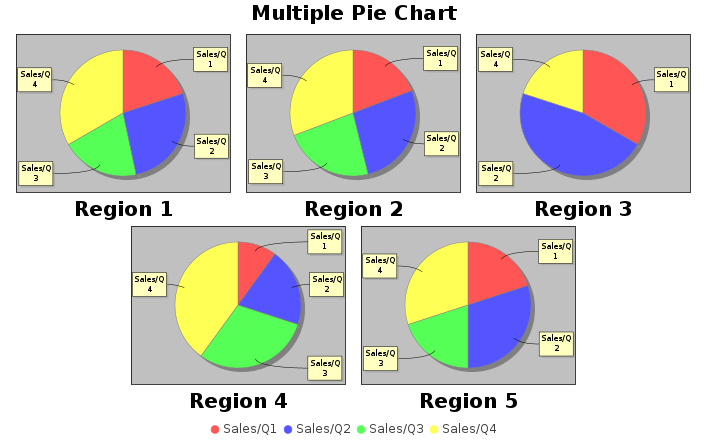 Multiple Pie Chart
Sales/Q
1
Sales/Q
4
Sales/Q
2
Sales/Q
3
Region 1
Sales/Q
1
Sales/Q
4
Sales/Q
2
Sales/Q
3
Region 2
Sales/Q
4
Sales/Q
1
Sales/Q
2
Region 3
Sales/Q
1
Sales/Q
4
Sales/Q
2
Sales/Q
3
Region 4
Sales/Q
1
Sales/Q
4
Sales/Q
2
Sales/Q
3
Region 5
Sales/Q1 Sales/Q2 Sales/Q3 Sales/Q4